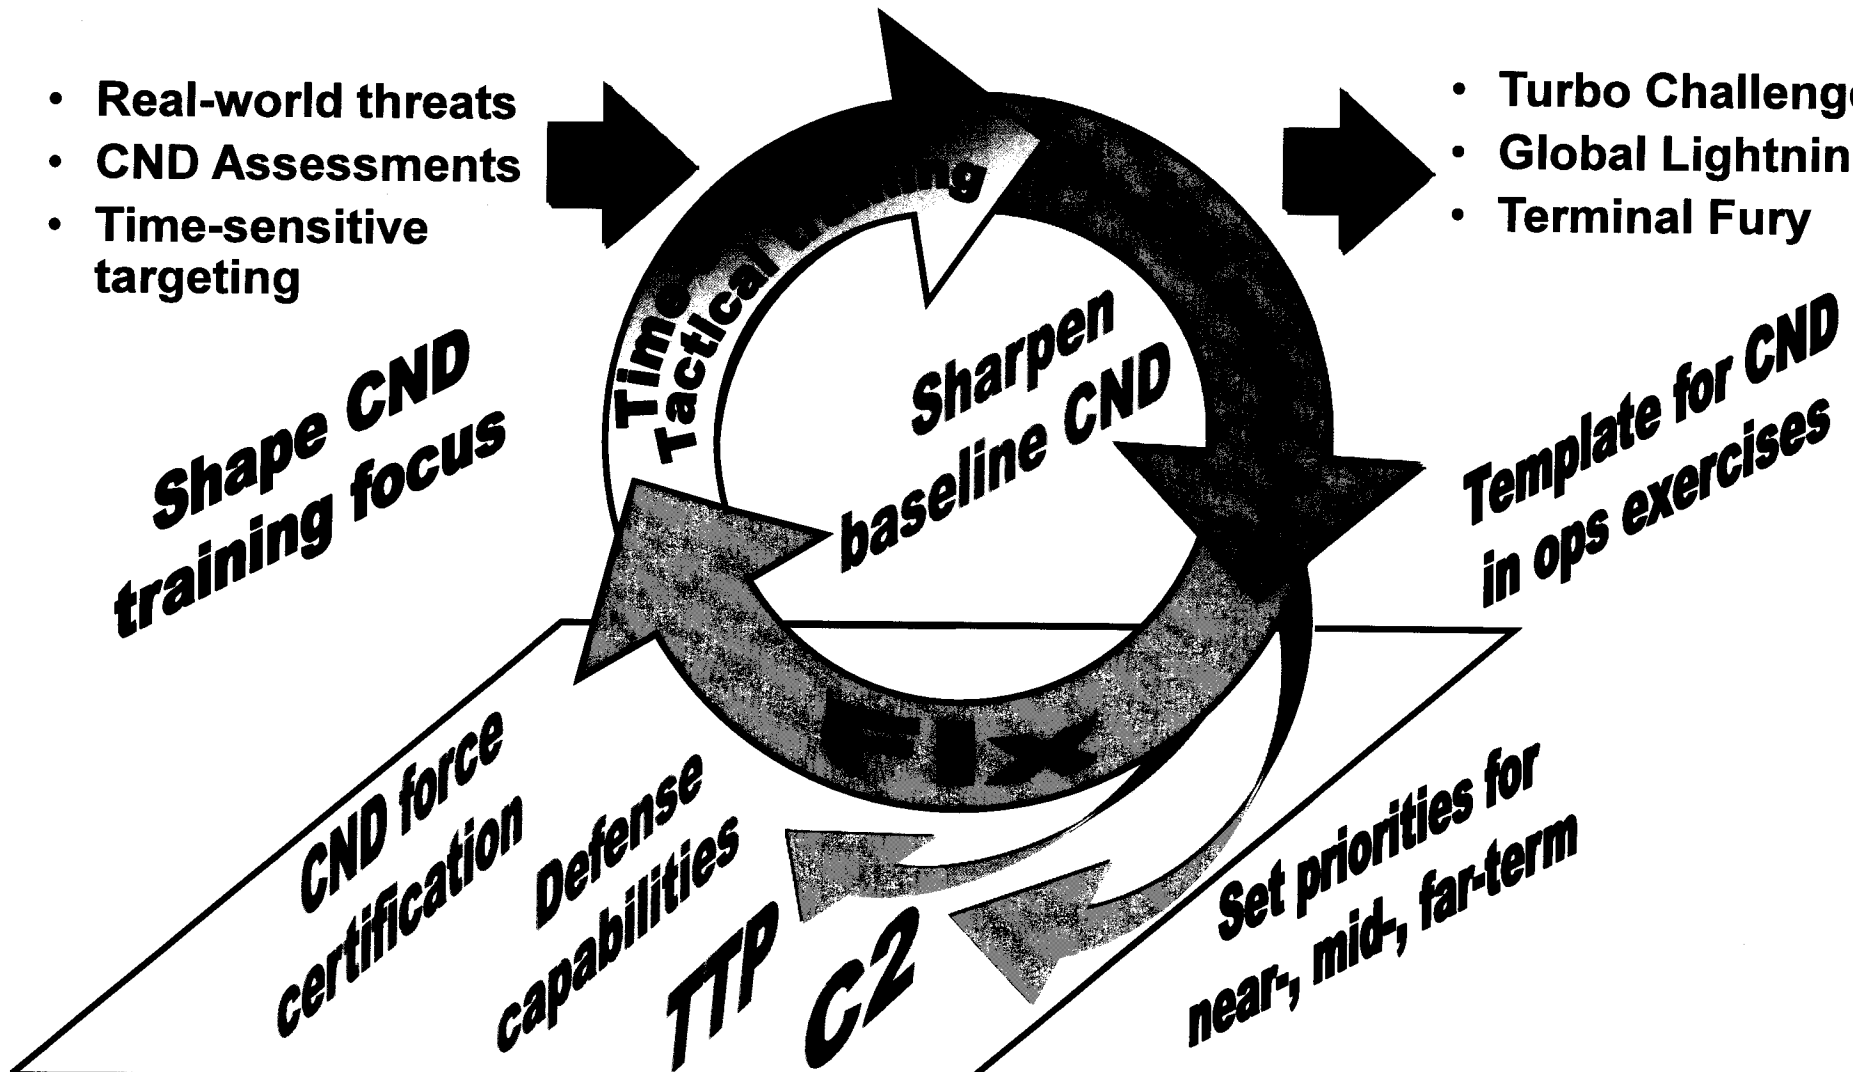 • Real-world threats
• CND Assessments
• Time-sensitive
targeting
• Turbo Challenge
• Global Lightnin
• Terminal Fury
Time
Tactical
Shape CND
training focus
Sharpen
baseline CND
Template for CND
in ops exercises
FIX
CND force
certification
Defense
capabilities
TTP
C2
Set priorities for
near-, mid-, far-term